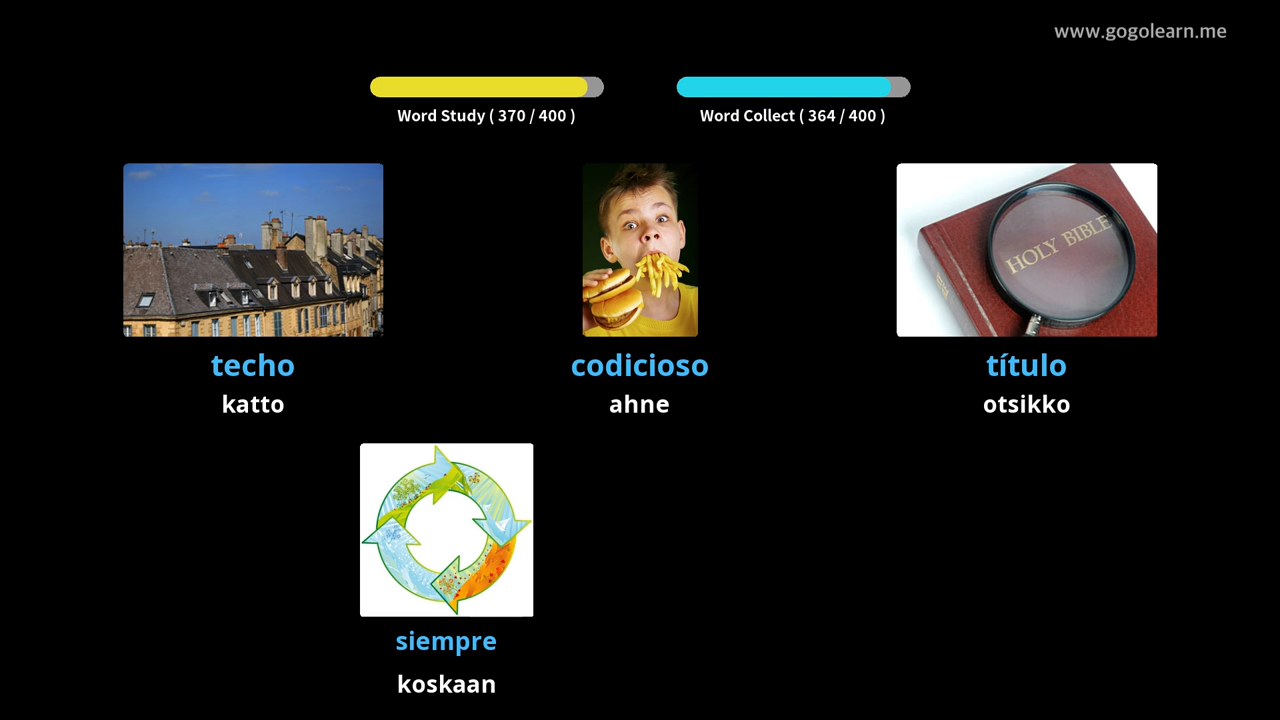 www.gogolearn.me
Word Study ( 370 / 400 )
Word Collect ( 364 / 400 )
HOLY BIBLE
techo
codicioso
título
katto
ahne
otsikko
siempre
koskaan